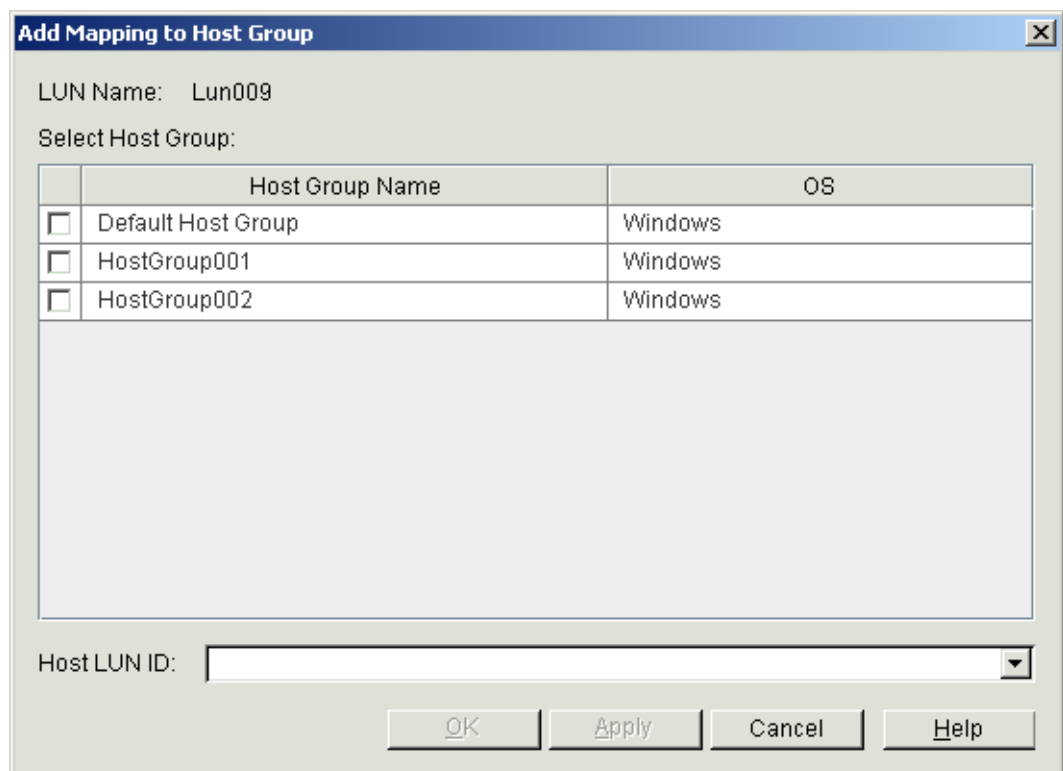 Add Mapping to Host Group
LUN Name: Lun009
Select Host Group:
Host Group Name OS
Default Host Group Windows
HostGroup001 Windows
HostGroup002 Windows
Host LUN ID:
OK Apply Cancel Help